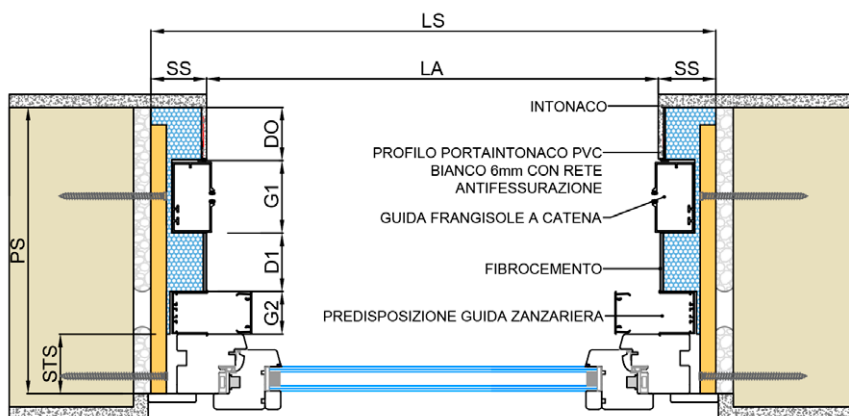 LS
SS
LA
SS
INTONACO
DO
PROFILO PORTAINTONACO PVC
BIANCO 6mm CON RETE
ANTIFESSURAZIONE
G1
GUIDA FRANGISOLE A CATENA
PS
D1
FIBROCEMENTO
G2
PREDISPOSIZIONE GUIDA ZANZARIERA
STS